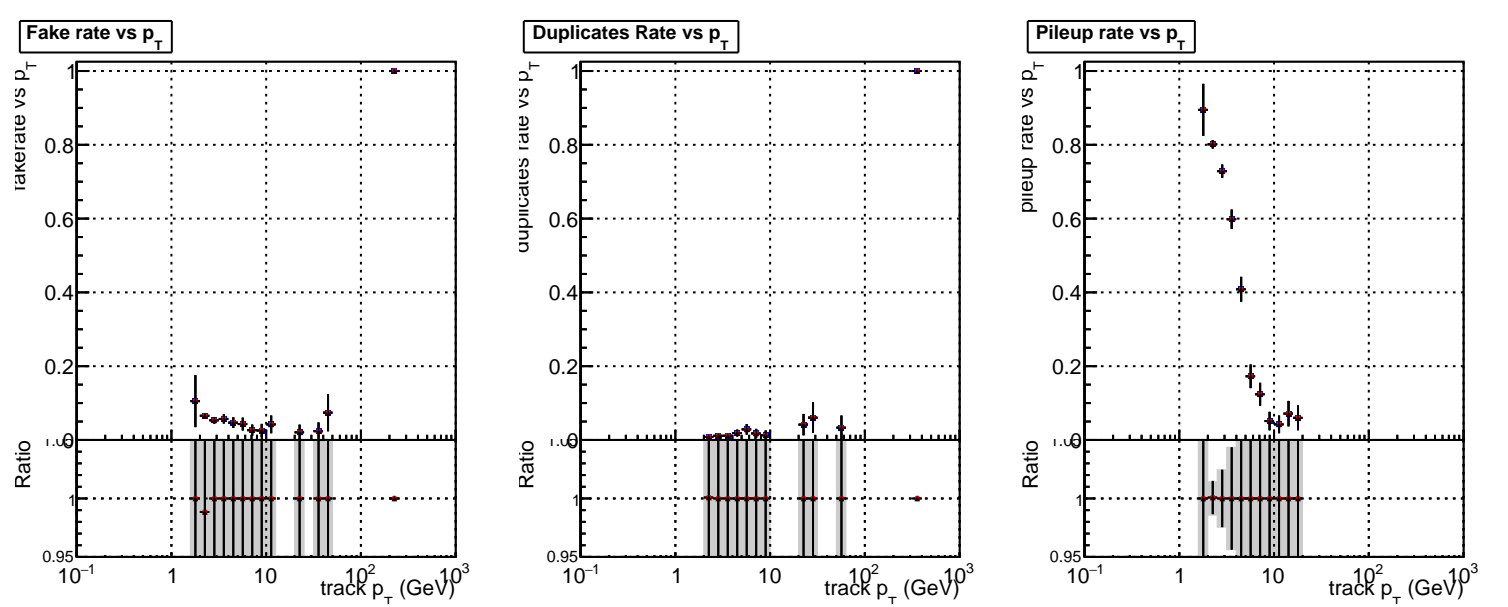 Fake rate vs p_T
Duplicates Rate vs p_T
Pileup rate vs p_T
fakerate vs p_T
1
0.8
0.6
0.4
0.2
Ratio
1
0.95
10^−1 1 10 10^2 10^3
track p_T (GeV)
duplicates rate vs p_T
1
0.8
0.6
0.4
0.2
Ratio
1
0.95
10^−1 1 10 10^2 10^3
track p_T (GeV)
pileup rate vs p_T
1
0.8
0.6
0.4
0.2
Ratio
1
0.95
10^−1 1 10 10^2 10^3
track p_T (GeV)